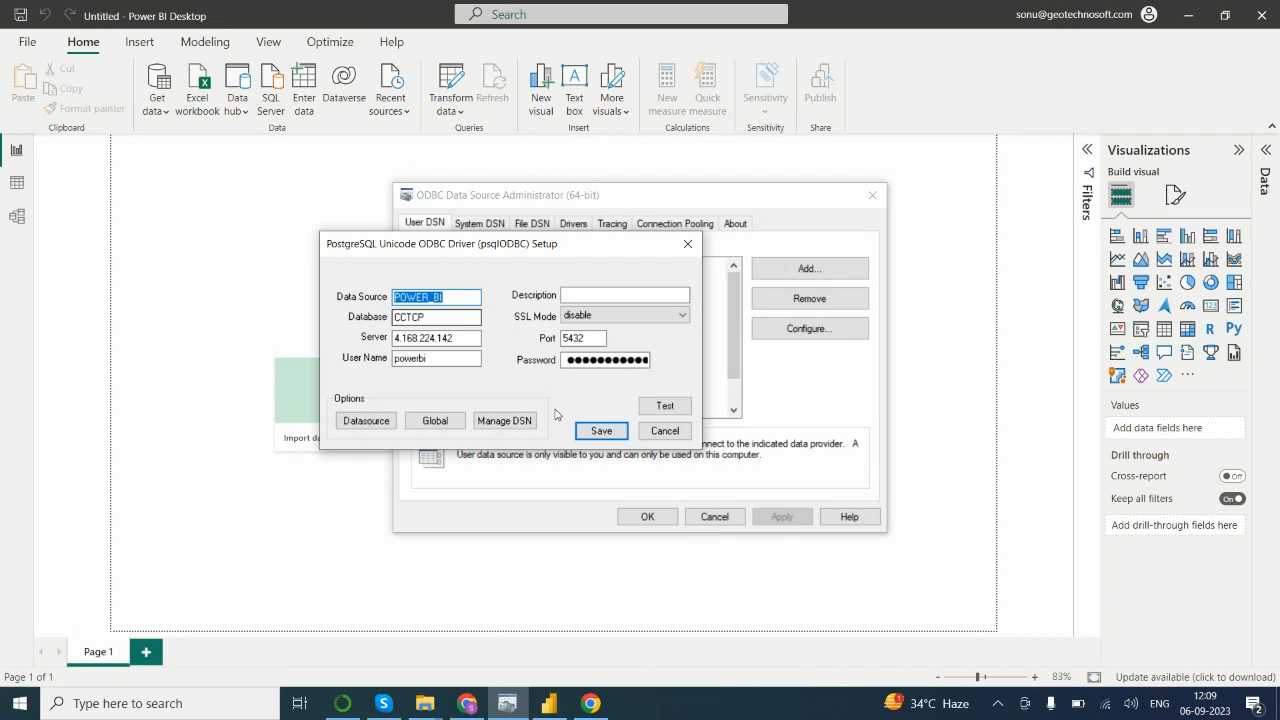 Untitled - Power BI Desktop
Search
sonu@geotechnosoft.com
File Home Insert Modeling View Optimize Help
Paste
Cut
Copy
Format painter
Get data
Excel workbook
Data hub
SQL Server
Enter data
Dataverse
Recent sources
Transform data
Refresh
New visual
Text box
More visuals
New measure
Quick measure
Sensitivity
Publish
Clipboard Data Queries Insert Calculations Sensitivity Share
ODBC Data Source Administrator (64-bit)
User DSN System DSN File DSN Drivers Tracing Connection Pooling About
Add...
Remove
Configure...
PostgreSQL Unicode ODBC Driver (psqlODBC) Setup
Data Source POWER_BI
Description
Database CCTCP
SSL Mode disable
Server 4.168.224.142
Port 5432
User Name powerbi
Password
Options
Datasource Global Manage DSN
Test
Save Cancel
Import da
nnect to the indicated data provider. A
User data source is only visible to you and can only be used on this computer.
OK Cancel Apply Help
Filters
Visualizations
Build visual
R Py
123
Values
Add data fields here
Drill through
Cross-report Off
Keep all filters On
Add drill-through fields here
Data
Page 1
Page 1 of 1
- + 83%
Update available (click to download)
Type here to search
34°C Haze
ENG
12:09
06-09-2023
2